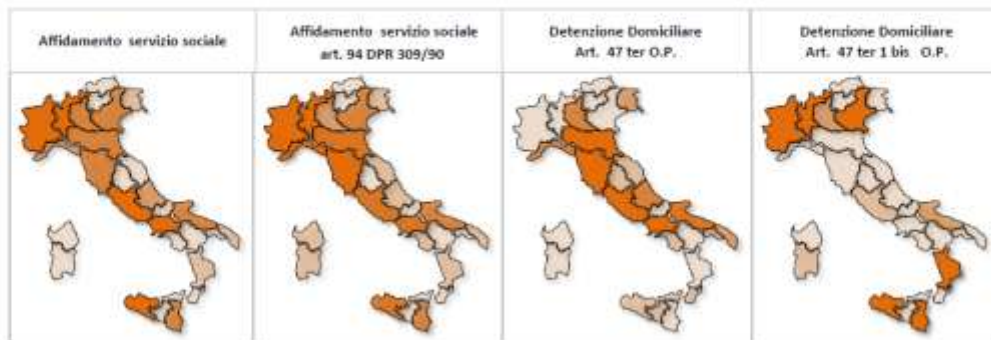 Affidamento servizio sociale
Affidamento servizio sociale
art. 94 DPR 309/90
Detenzione Domiciliare
Art. 47 ter O.P.
Detenzione Domiciliare
Art. 47 ter 1 bis O.P.